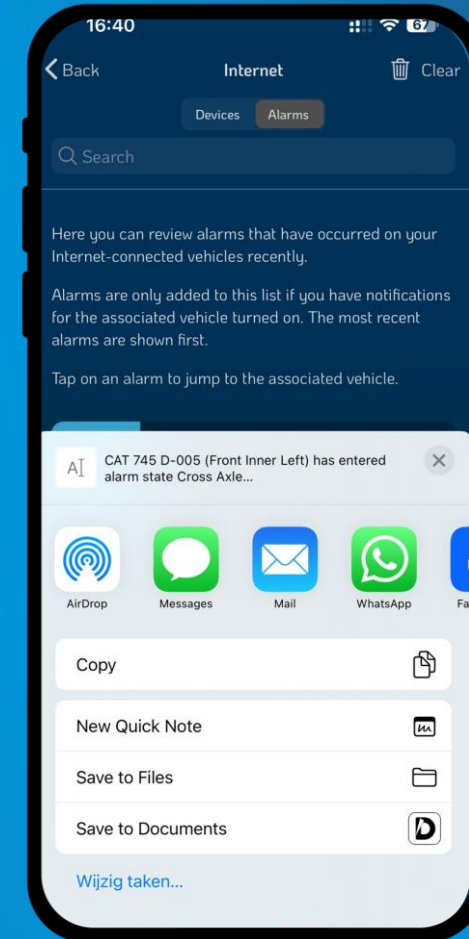 16:40
67
Back
Internet
Clear
Devices
Alarms
Search
Here you can review alarms that have occurred on your
Internet-connected vehicles recently.
Alarms are only added to this list if you have notifications
for the associated vehicle turned on. The most recent
alarms are shown first.
Tap on an alarm to jump to the associated vehicle.
CAT 745 D-005 (Front Inner Left) has entered
alarm state Cross Axle...
AirDrop
Messages
Mail
WhatsApp
Fa
Copy
New Quick Note
Save to Files
Save to Documents
Wijzig taken...